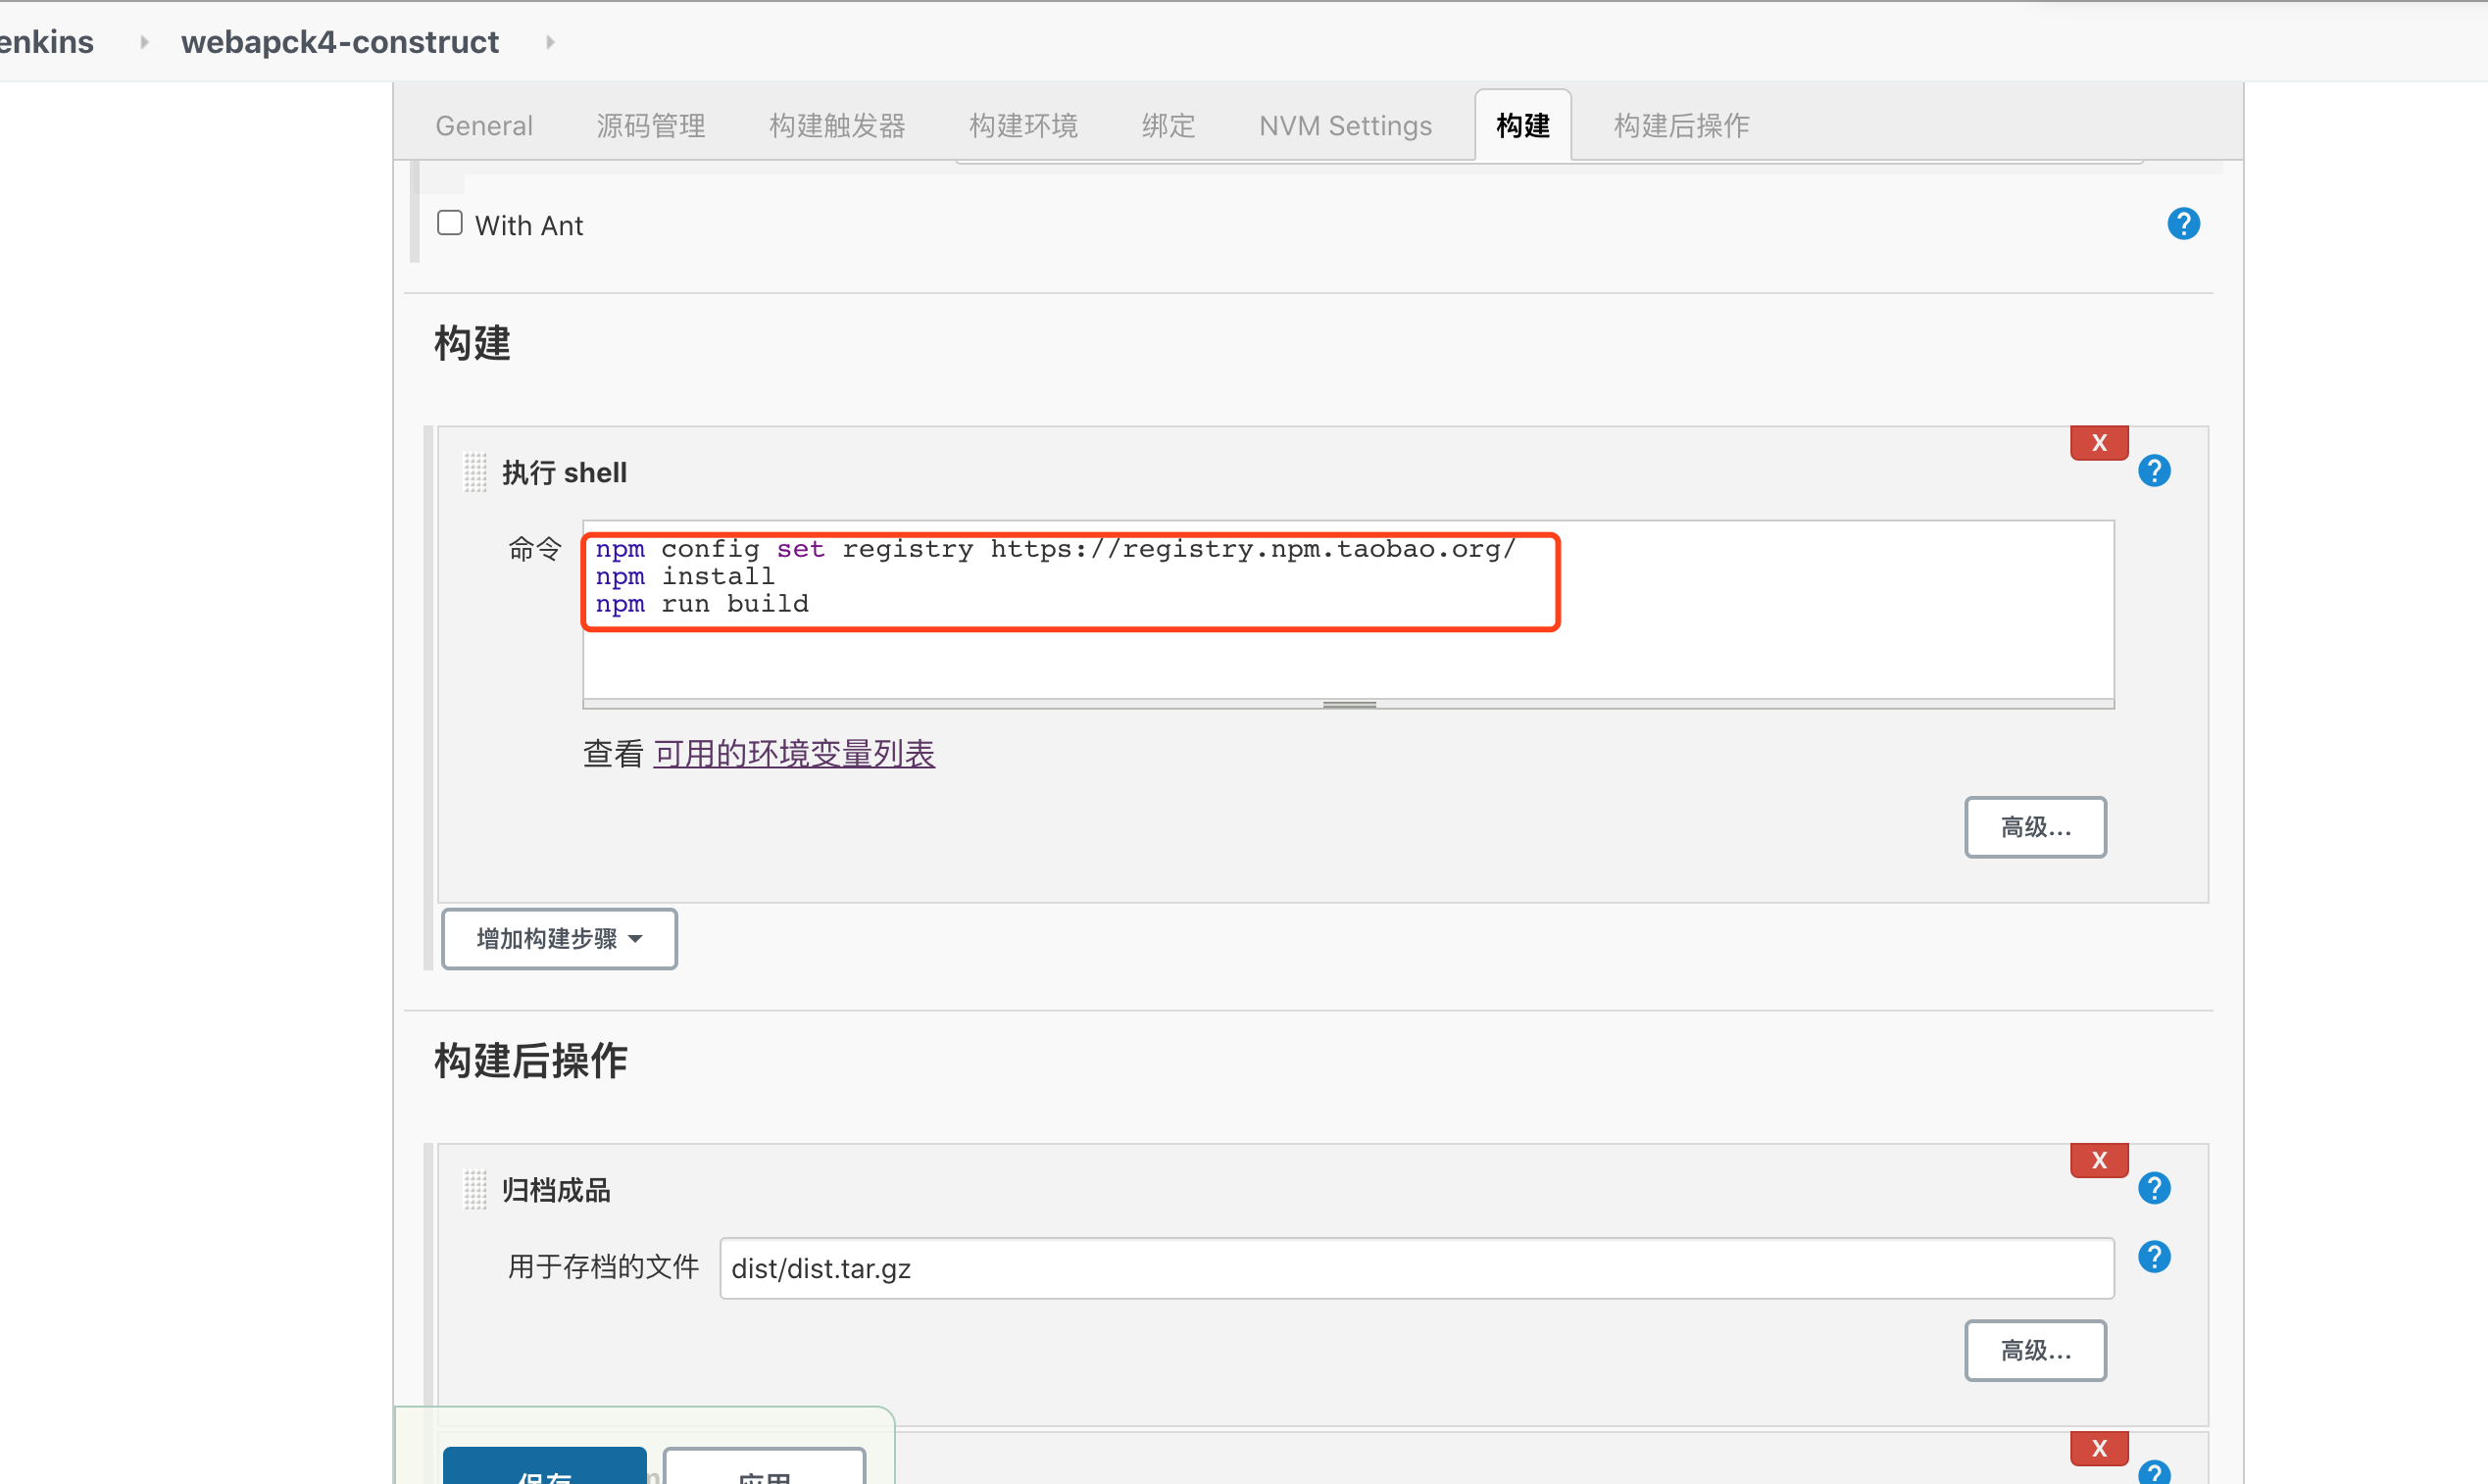 enkins webapck4-construct
General 源码管理 构建触发器 构建环境 绑定 NVM Settings 构建 构建后操作
With Ant
?
构建
X
执行 shell
?
命令
npm config set registry https://registry.npm.taobao.org/
npm install
npm run build
查看 可用的环境变量列表
高级...
增加构建步骤
构建后操作
X
归档成品
?
用于存档的文件 dist/dist.tar.gz
?
高级...
X
保存 应用
?